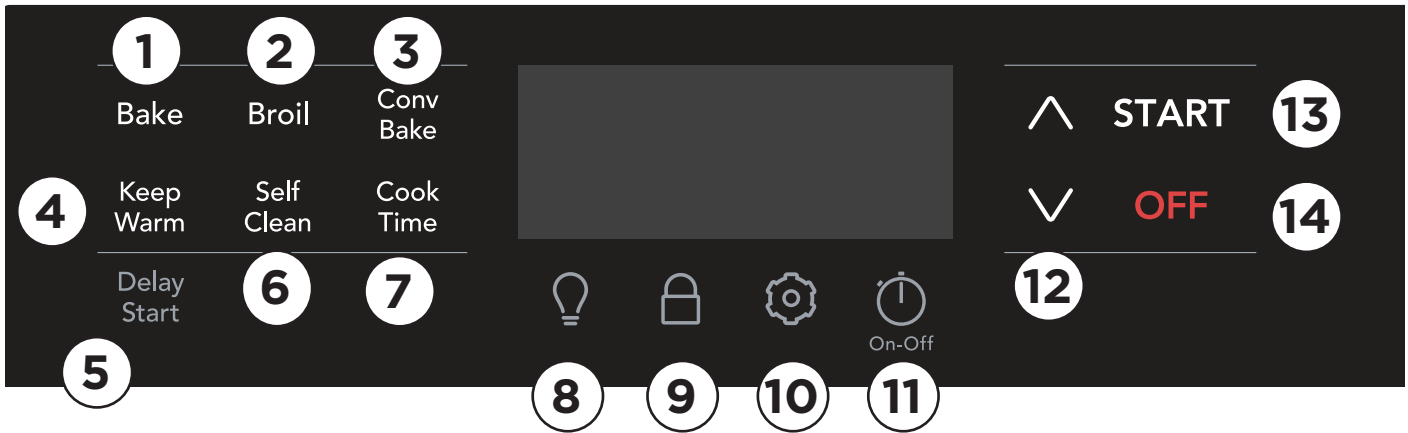 1 2 3
Bake Broil Conv
Bake
START 13
4 Keep
Warm
Self
Clean
Cook
Time
OFF 14
Delay
Start
6 7 12
On-Off
5 8 9 10 11